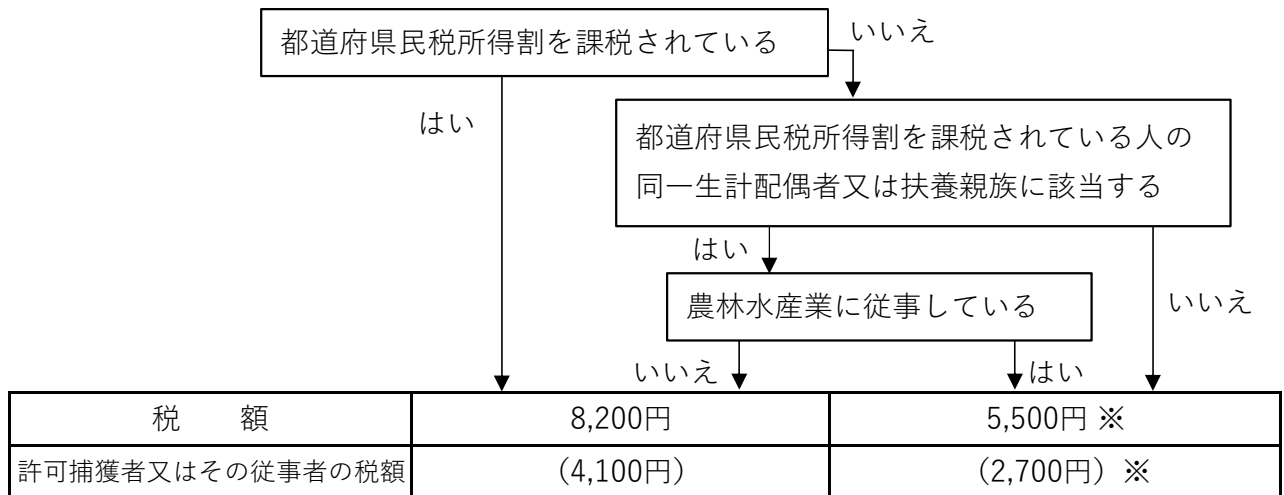 都道府県民税所得割を課税されている
いいえ
はい
都道府県民税所得割を課税されている人の
同一生計配偶者又は扶養親族に該当する
はい
農林水産業に従事している
いいえ
いいえ
はい
税　　額 8,200円 5,500円 ※
許可捕獲者又はその従事者の税額 (4,100円) (2,700円) ※